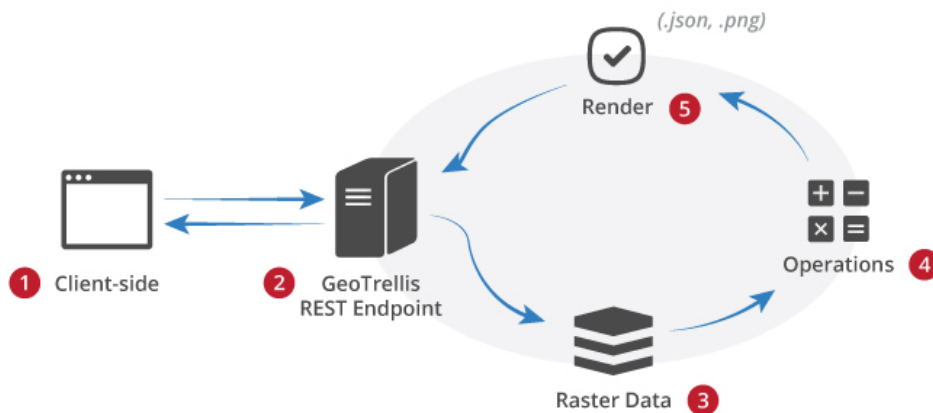 (.json, .png)
Render 5
1 Client-side
2 GeoTrellis
REST Endpoint
Operations 4
Raster Data 3